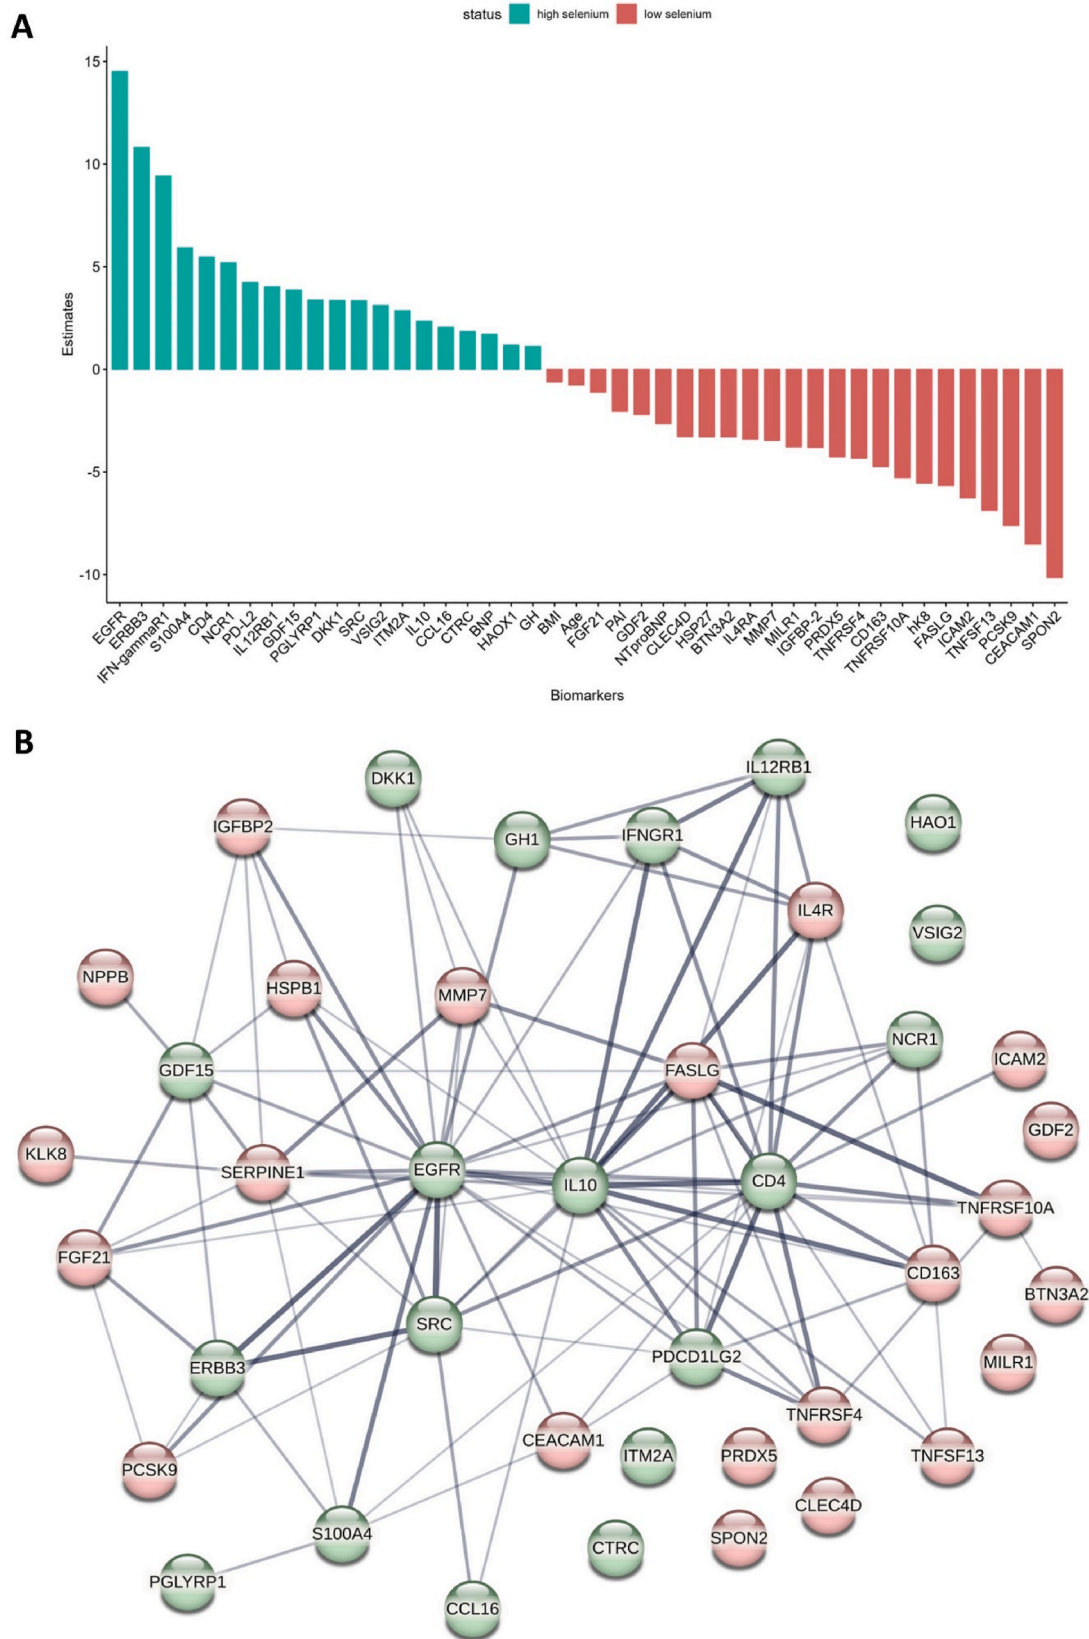 A
status high selenium low selenium
15
10
5
0
-5
-10
Estimates
EGFR
ERBB3
IFN-gammaR1
S100A4
CD4
NCR1
PD-L2
IL12RB1
GDF15
PGLYRP1
DKK1
SRC
VSIG2
ITM2A
IL10
CCL16
CTRC
BNP
HAOX1
GH
BMI
Age
FGF21
PAI
GDF2
NTproBNP
CLEC4D
HSP27
BTN3A2
IL4RA
MMP7
MILR1
IGFBP-2
PRDX5
TNFRSF4
CD163
TNFRSF10A
hK8
FASLG
ICAM2
TNFSF13
PCSK9
CEACAM1
SPON2
Biomarkers
B
DKK1
IL12RB1
IGFBP2
GH1
IFNGR1
HAO1
IL4R
VSIG2
NPPB
HSPB1
MMP7
NCR1
ICAM2
GDF15
FASLG
GDF2
KLK8
SERPINE1
EGFR
IL10
CD4
TNFRSF10A
FGF21
CD163
BTN3A2
SRC
ERBB3
PDCD1LG2
MILR1
TNFRSF4
CEACAM1
ITM2A
PRDX5
TNFSF13
PCSK9
CLEC4D
S100A4
SPON2
CTRC
PGLYRP1
CCL16